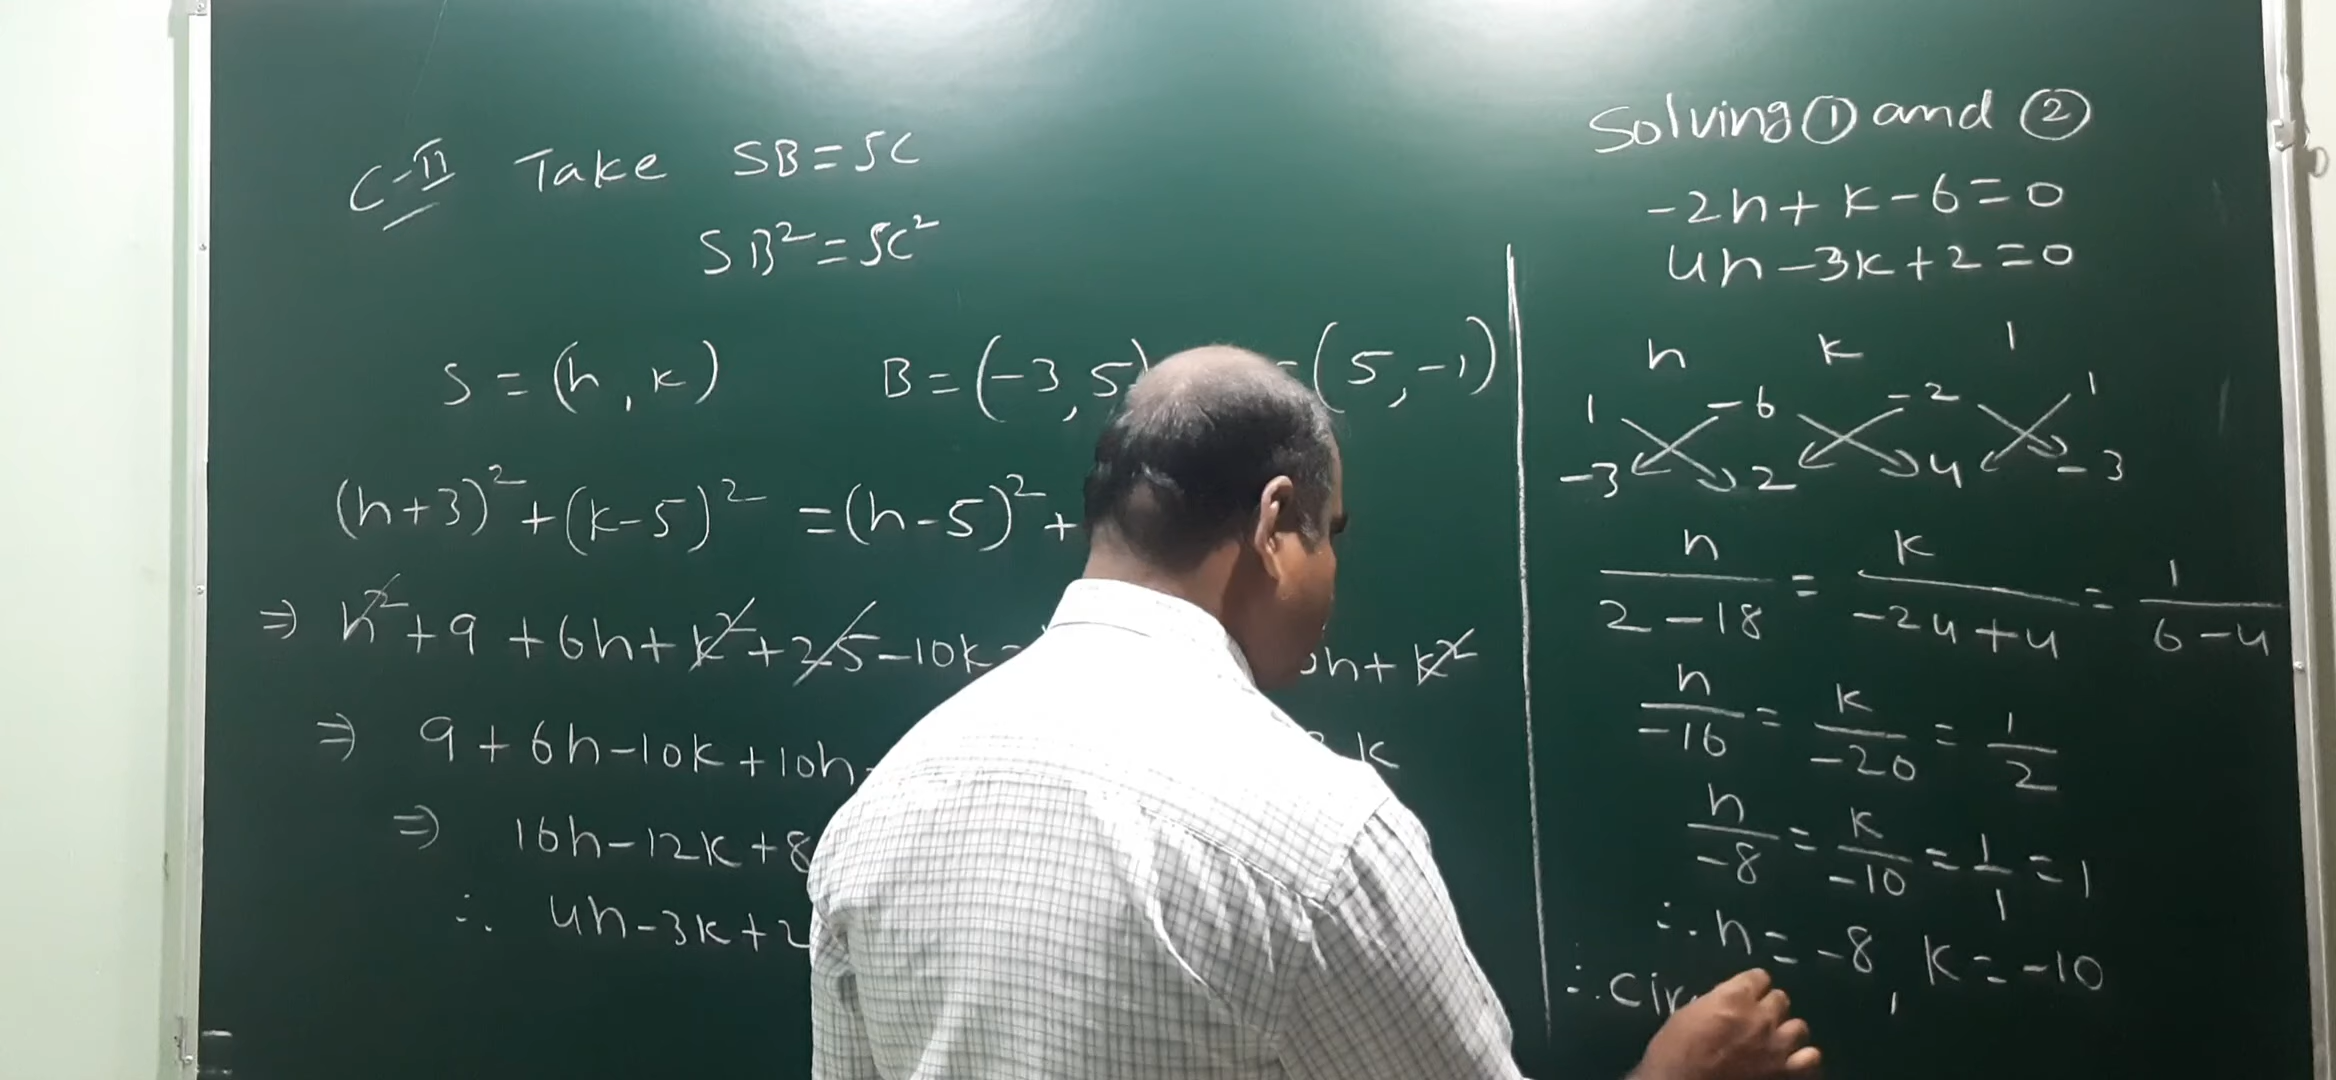 C-II Take SB=SC
SB²=SC²
S=(h,k) B=(-3,5) =(5,-1)
(h+3)²+(k-5)²=(h-5)²+
⇒ h²+9+6h+k²+25-10k= h+k²
⇒ 9+6h-10k+10h- k
⇒ 16h-12k+8
∴ 4h-3k+2
Solving ① and ②
-2h+k-6=0
4h-3k+2=0
h k 1
1 -6 -2 1
-3 2 4 -3
h/2-18 = k/-24+4 = 1/6-4
h/-16 = k/-20 = 1/2
h/-8 = k/-10 = 1/1 = 1
∴ h=-8, k=-10
∴